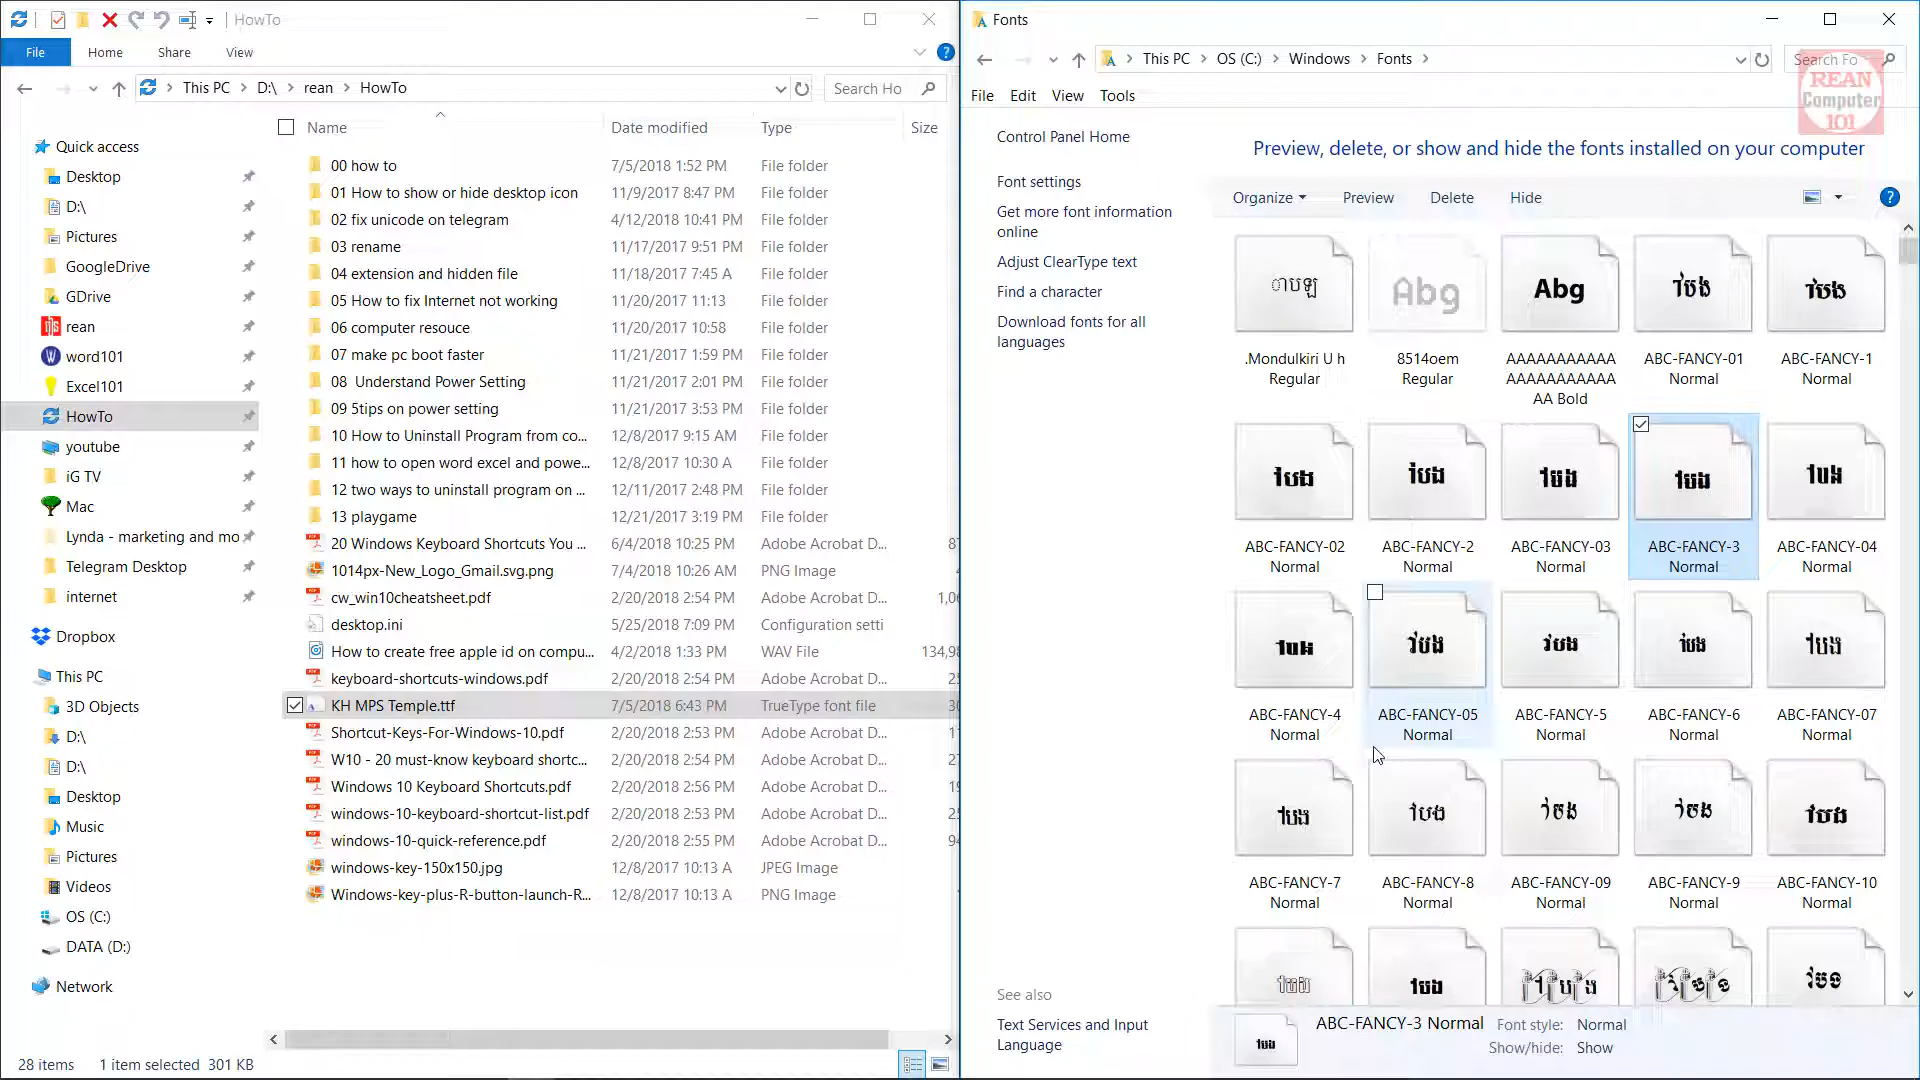 HowTo
File
Home
Share
View
This PC
D:\
rean
HowTo
Search Ho
Name
Date modified
Type
Size
Quick access
Desktop
D:\
Pictures
GoogleDrive
GDrive
rean
word101
Excel101
HowTo
youtube
iG TV
Mac
Lynda - marketing and mo
Telegram Desktop
internet
Dropbox
This PC
3D Objects
D:\
D:\
Desktop
Music
Pictures
Videos
OS (C:)
DATA (D:)
Network
00 how to 7/5/2018 1:52 PM File folder
01 How to show or hide desktop icon 11/9/2017 8:47 PM File folder
02 fix unicode on telegram 4/12/2018 10:41 PM File folder
03 rename 11/17/2017 9:51 PM File folder
04 extension and hidden file 11/18/2017 7:45 A File folder
05 How to fix Internet not working 11/20/2017 11:13 File folder
06 computer resouce 11/20/2017 10:58 File folder
07 make pc boot faster 11/21/2017 1:59 PM File folder
08  Understand Power Setting 11/21/2017 2:01 PM File folder
09 5tips on power setting 11/21/2017 3:53 PM File folder
10 How to Uninstall Program from co... 12/8/2017 9:15 AM File folder
11 how to open word excel and powe... 12/8/2017 10:30 A File folder
12 two ways to uninstall program on ... 12/11/2017 2:48 PM File folder
13 playgame 12/21/2017 3:19 PM File folder
20 Windows Keyboard Shortcuts You ... 6/4/2018 10:25 PM Adobe Acrobat D...
1014px-New_Logo_Gmail.svg.png 7/4/2018 10:26 AM PNG Image
cw_win10cheatsheet.pdf 2/20/2018 2:54 PM Adobe Acrobat D... 1,0
desktop.ini 5/25/2018 7:09 PM Configuration setti
How to create free apple id on compu... 4/2/2018 1:33 PM WAV File 134,9
keyboard-shortcuts-windows.pdf 2/20/2018 2:54 PM Adobe Acrobat D...
KH MPS Temple.ttf 7/5/2018 6:43 PM TrueType font file
Shortcut-Keys-For-Windows-10.pdf 2/20/2018 2:53 PM Adobe Acrobat D...
W10 - 20 must-know keyboard shortc... 2/20/2018 2:54 PM Adobe Acrobat D...
Windows 10 Keyboard Shortcuts.pdf 2/20/2018 2:56 PM Adobe Acrobat D...
windows-10-keyboard-shortcut-list.pdf 2/20/2018 2:53 PM Adobe Acrobat D...
windows-10-quick-reference.pdf 2/20/2018 2:55 PM Adobe Acrobat D...
windows-key-150x150.jpg 12/8/2017 10:13 A JPEG Image
Windows-key-plus-R-button-launch-R... 12/8/2017 10:13 A PNG Image
28 items 1 item selected 301 KB
Fonts
This PC
OS (C:)
Windows
Fonts
Search Fo
REAN
Computer
101
File
Edit
View
Tools
Control Panel Home
Font settings
Get more font information
online
Adjust ClearType text
Find a character
Download fonts for all
languages
See also
Text Services and Input
Language
Preview, delete, or show and hide the fonts installed on your computer
Organize
Preview
Delete
Hide
Abg
Abg
.Mondulkiri U h
Regular
8514oem
Regular
AAAAAAAAAAA
AAAAAAAAAAA
AA Bold
ABC-FANCY-01
Normal
ABC-FANCY-1
Normal
ABC-FANCY-02
Normal
ABC-FANCY-2
Normal
ABC-FANCY-03
Normal
ABC-FANCY-3
Normal
ABC-FANCY-04
Normal
ABC-FANCY-4
Normal
ABC-FANCY-05
Normal
ABC-FANCY-5
Normal
ABC-FANCY-6
Normal
ABC-FANCY-07
Normal
ABC-FANCY-7
Normal
ABC-FANCY-8
Normal
ABC-FANCY-09
Normal
ABC-FANCY-9
Normal
ABC-FANCY-10
Normal
ABC-FANCY-3 Normal
Font style: Normal
Show/hide: Show